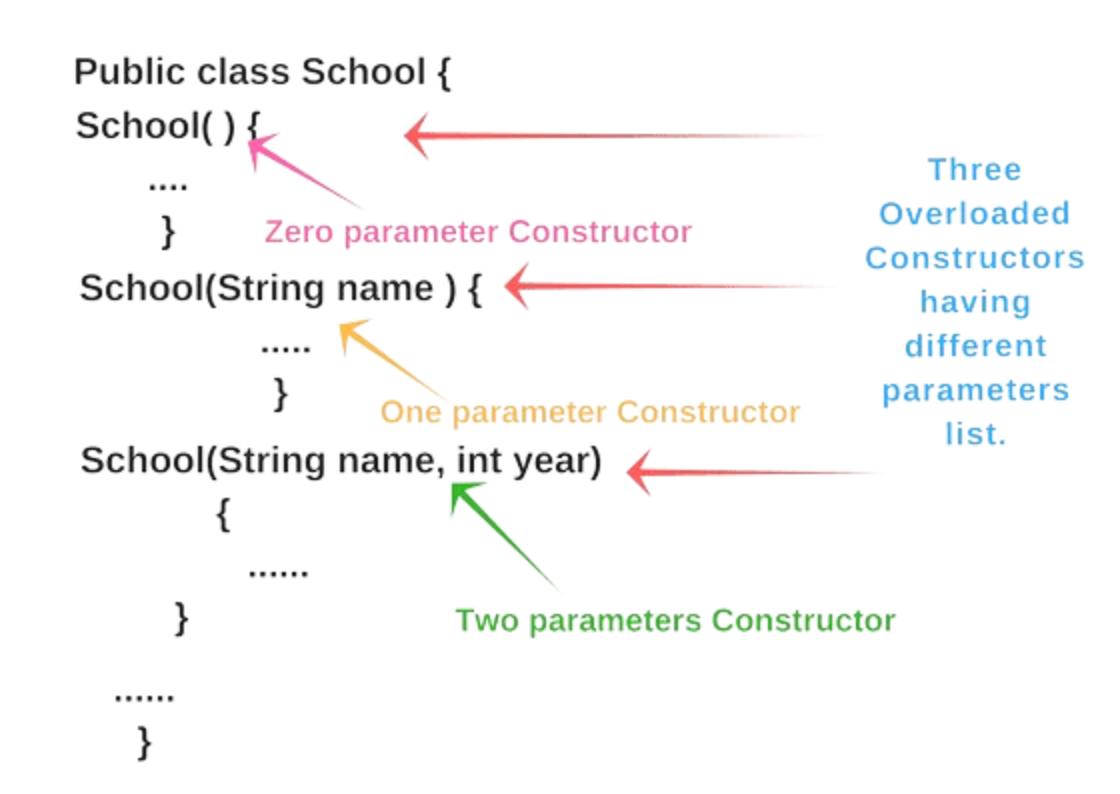 Public class School {
School( ) {
....
}
Zero parameter Constructor
School(String name ) {
.....
}
One parameter Constructor
School(String name, int year)
{
......
}
Two parameters Constructor
......
}
Three
Overloaded
Constructors
having
different
parameters
list.